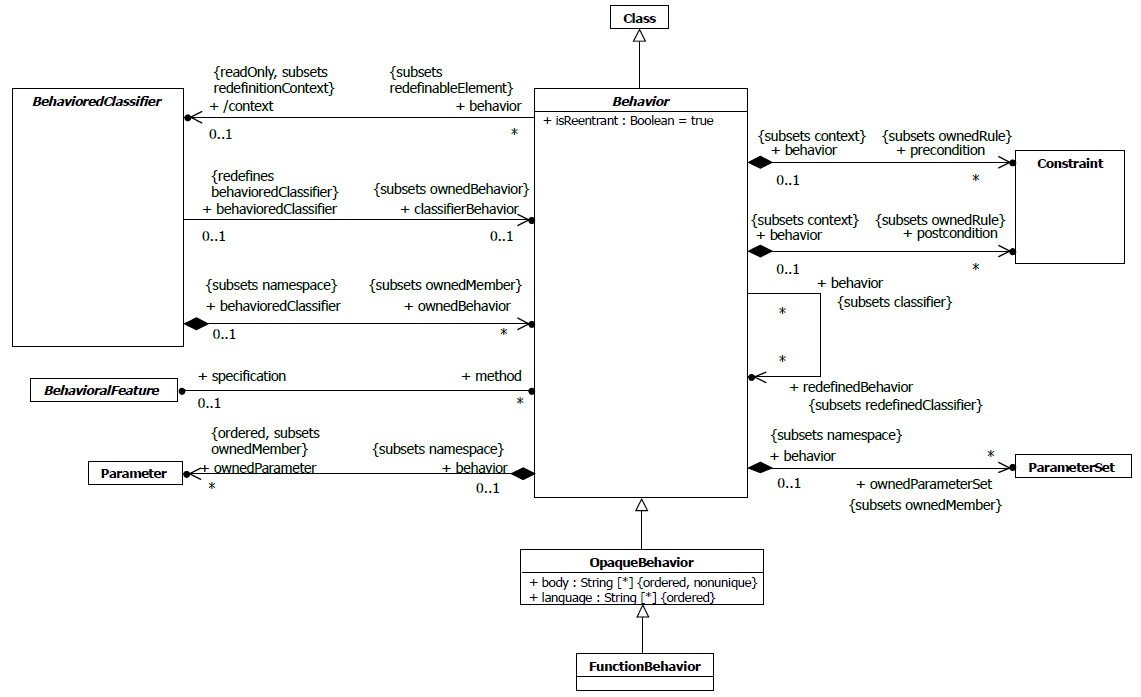 Class
{readOnly, subsets
redefinitionContext}
+ /context
0..1
{subsets
redefinableElement}
+ behavior
*
BehavioredClassifier
Behavior
+ isReentrant : Boolean = true
{redefines
behavioredClassifier}
+ behavioredClassifier
0..1
{subsets ownedBehavior}
+ classifierBehavior
0..1
{subsets namespace}
+ behavioredClassifier
0..1
{subsets ownedMember}
+ ownedBehavior
*
BehavioralFeature
+ specification
0..1
+ method
*
Parameter
{ordered, subsets
ownedMember}
+ ownedParameter
*
{subsets namespace}
+ behavior
0..1
{subsets context}
+ behavior
0..1
{subsets ownedRule}
+ precondition
*
Constraint
{subsets context}
+ behavior
0..1
{subsets ownedRule}
+ postcondition
*
+ behavior
{subsets classifier}
*
*
+ redefinedBehavior
{subsets redefinedClassifier}
{subsets namespace}
+ behavior
0..1
*
+ ownedParameterSet
{subsets ownedMember}
ParameterSet
OpaqueBehavior
+ body : String [*] {ordered, nonunique}
+ language : String [*] {ordered}
FunctionBehavior